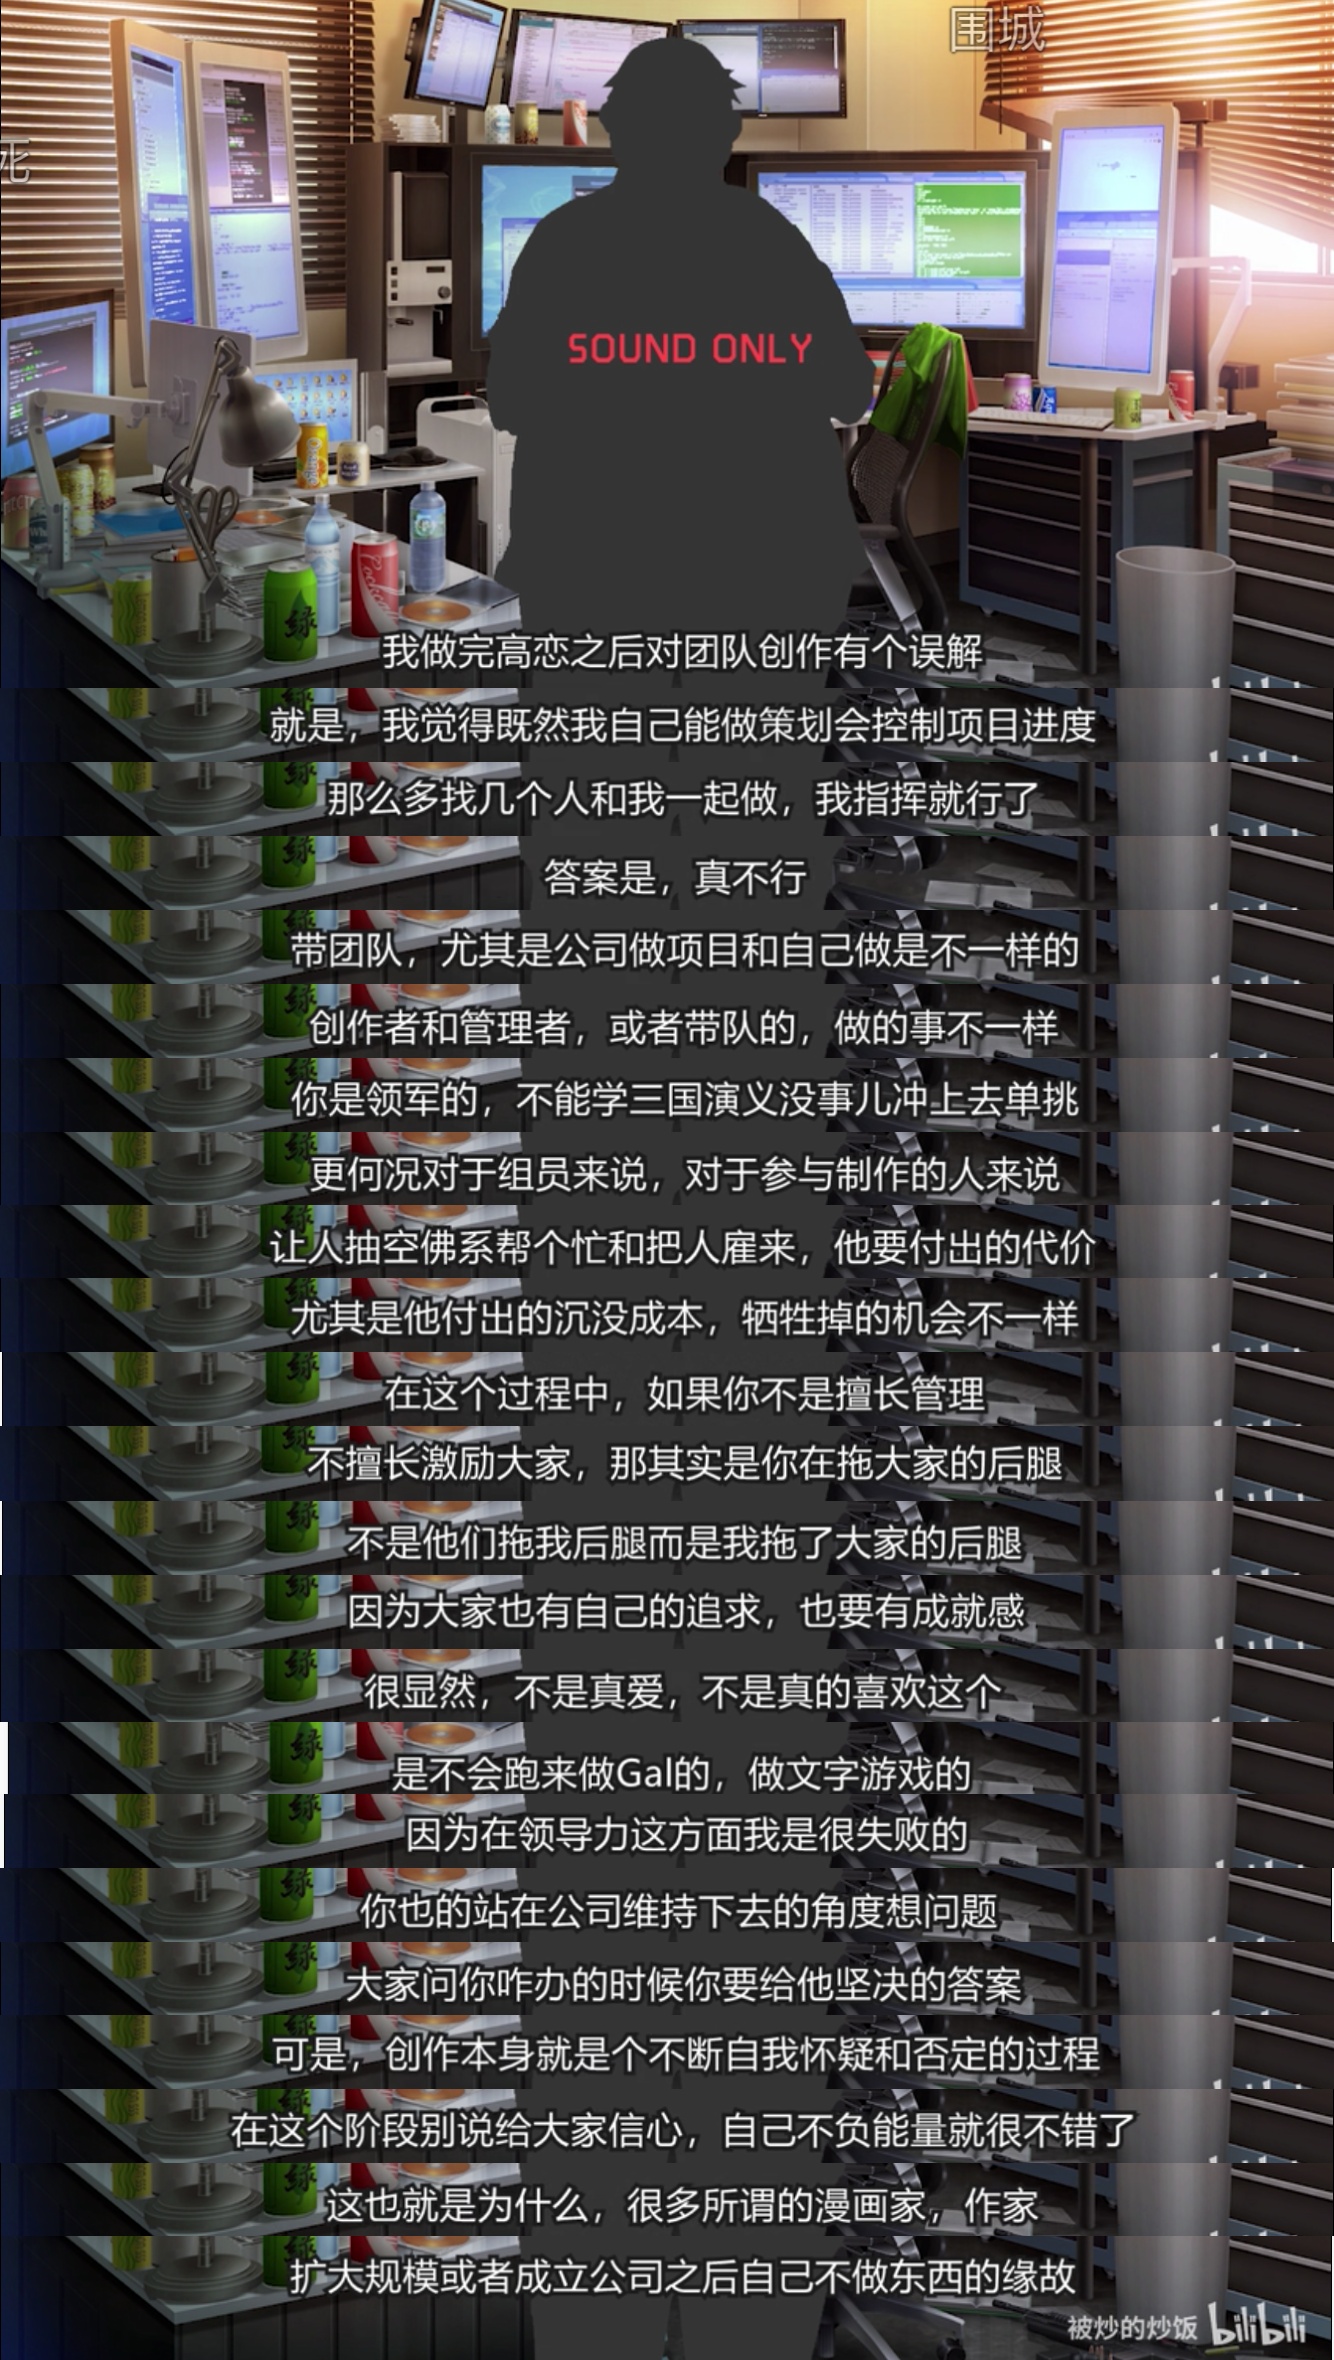 围城
死
SOUND ONLY
绿
我做完高恋之后对团队创作有个误解
就是，我觉得既然我自己能做策划会控制项目进度
那么多找几个人和我一起做，我指挥就行了
答案是，真不行
带团队，尤其是公司做项目和自己做是不一样的
创作者和管理者，或者带队的，做的事不一样
你是领军的，不能学三国演义没事儿冲上去单挑
更何况对于组员来说，对于参与制作的人来说
让人抽空佛系帮个忙和把人雇来，他要付出的代价
尤其是他付出的沉没成本，牺牲掉的机会不一样
在这个过程中，如果你不是擅长管理
不擅长激励大家，那其实是你在拖大家的后腿
不是他们拖我后腿而是我拖了大家的后腿
因为大家也有自己的追求，也要有成就感
很显然，不是真爱，不是真的喜欢这个
是不会跑来做Gal的，做文字游戏的
因为在领导力这方面我是很失败的
你也的站在公司维持下去的角度想问题
大家问你咋办的时候你要给他坚决的答案
可是，创作本身就是个不断自我怀疑和否定的过程
在这个阶段别说给大家信心，自己不负能量就很不错了
这也就是为什么，很多所谓的漫画家，作家
扩大规模或者成立公司之后自己不做东西的缘故
被炒的炒饭 bilibili